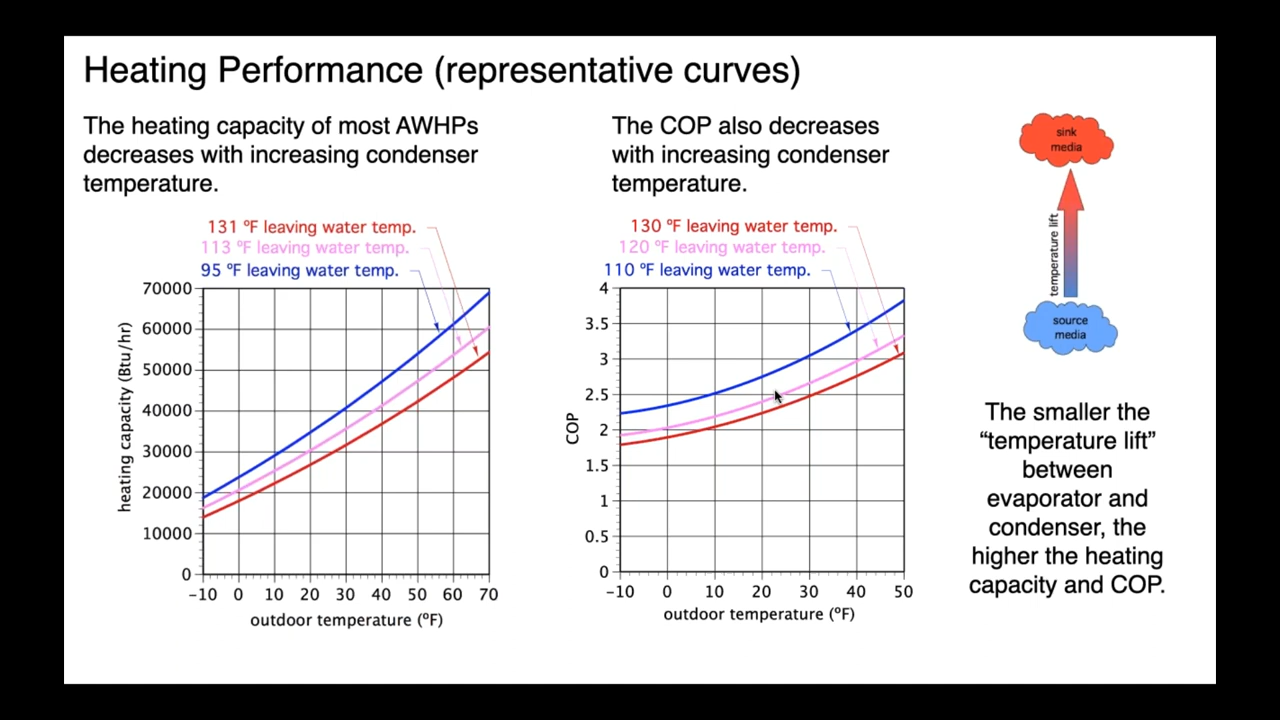 Heating Performance (representative curves)
The heating capacity of most AWHPs
decreases with increasing condenser
temperature.
131 ºF leaving water temp.
113 ºF leaving water temp.
95 ºF leaving water temp.
70000
60000
50000
40000
30000
20000
10000
0
heating capacity (Btu/hr)
−10 0 10 20 30 40 50 60 70
outdoor temperature (ºF)
The COP also decreases
with increasing condenser
temperature.
130 ºF leaving water temp.
120 ºF leaving water temp.
110 ºF leaving water temp.
4
3.5
3
2.5
2
1.5
1
0.5
0
COP
−10 0 10 20 30 40 50
outdoor temperature (ºF)
sink
media
temperature lift
source
media
The smaller the
“temperature lift”
between
evaporator and
condenser, the
higher the heating
capacity and COP.